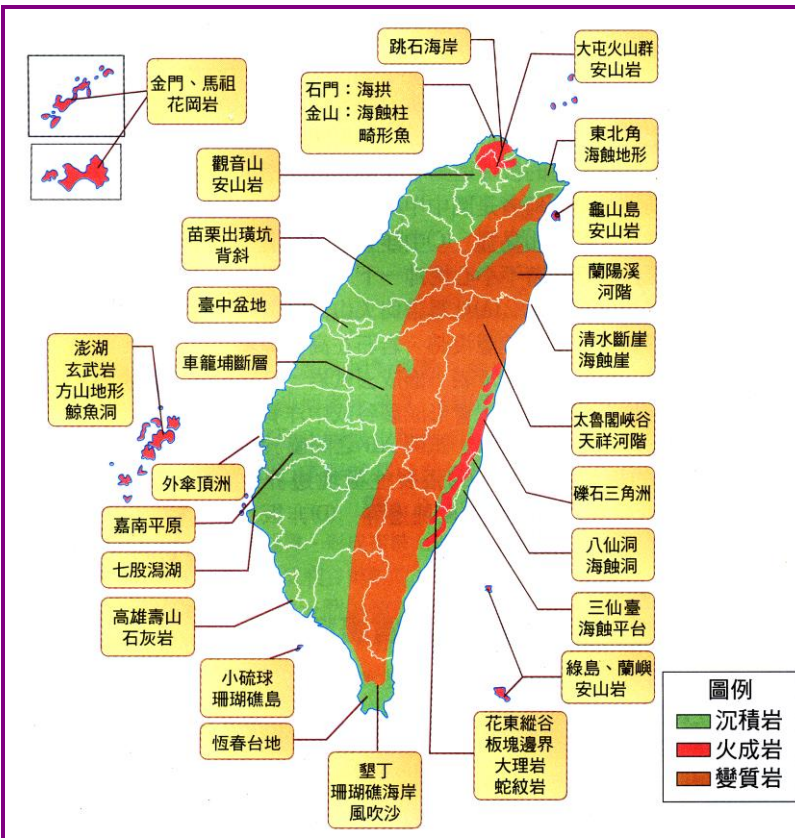 跳石海岸
大屯火山群
安山岩
金門、馬祖
花岡岩
石門：海拱
金山：海蝕柱
畸形魚
東北角
海蝕地形
觀音山
安山岩
龜山島
安山岩
苗栗出磺坑
背斜
蘭陽溪
河階
臺中盆地
清水斷崖
海蝕崖
澎湖
玄武岩
方山地形
鯨魚洞
車籠埔斷層
太魯閣峽谷
天祥河階
外傘頂洲
礫石三角洲
嘉南平原
八仙洞
海蝕洞
七股潟湖
三仙臺
海蝕平台
高雄壽山
石灰岩
小硫球
珊瑚礁島
綠島、蘭嶼
安山岩
恆春台地
花東縱谷
板塊邊界
大理岩
蛇紋岩
墾丁
珊瑚礁海岸
風吹沙
圖例
沉積岩
火成岩
變質岩